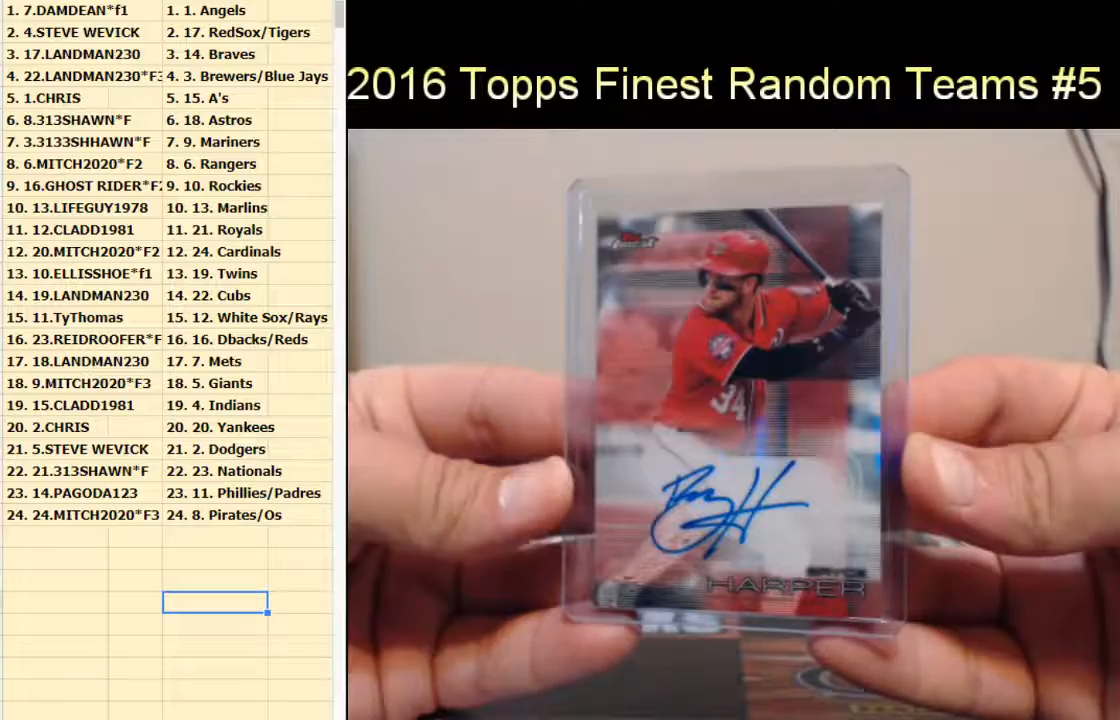 1. 7.DAMDEAN*f1 1. 1. Angels
2. 4.STEVE WEVICK 2. 17. RedSox/Tigers
3. 17.LANDMAN230 3. 14. Braves
4. 22.LANDMAN230*F3 4. 3. Brewers/Blue Jays
5. 1.CHRIS 5. 15. A's
6. 8.313SHAWN*F 6. 18. Astros
7. 3.3133SHHAWN*F 7. 9. Mariners
8. 6.MITCH2020*F2 8. 6. Rangers
9. 16.GHOST RIDER*F2 9. 10. Rockies
10. 13.LIFEGUY1978 10. 13. Marlins
11. 12.CLADD1981 11. 21. Royals
12. 20.MITCH2020*F2 12. 24. Cardinals
13. 10.ELLISSHOE*f1 13. 19. Twins
14. 19.LANDMAN230 14. 22. Cubs
15. 11.TyThomas 15. 12. White Sox/Rays
16. 23.REIDROOFER*F 16. 16. Dbacks/Reds
17. 18.LANDMAN230 17. 7. Mets
18. 9.MITCH2020*F3 18. 5. Giants
19. 15.CLADD1981 19. 4. Indians
20. 2.CHRIS 20. 20. Yankees
21. 5.STEVE WEVICK 21. 2. Dodgers
22. 21.313SHAWN*F 22. 23. Nationals
23. 14.PAGODA123 23. 11. Phillies/Padres
24. 24.MITCH2020*F3 24. 8. Pirates/Os
2016 Topps Finest Random Teams #5
Finest
34
BRYCE
HARPER